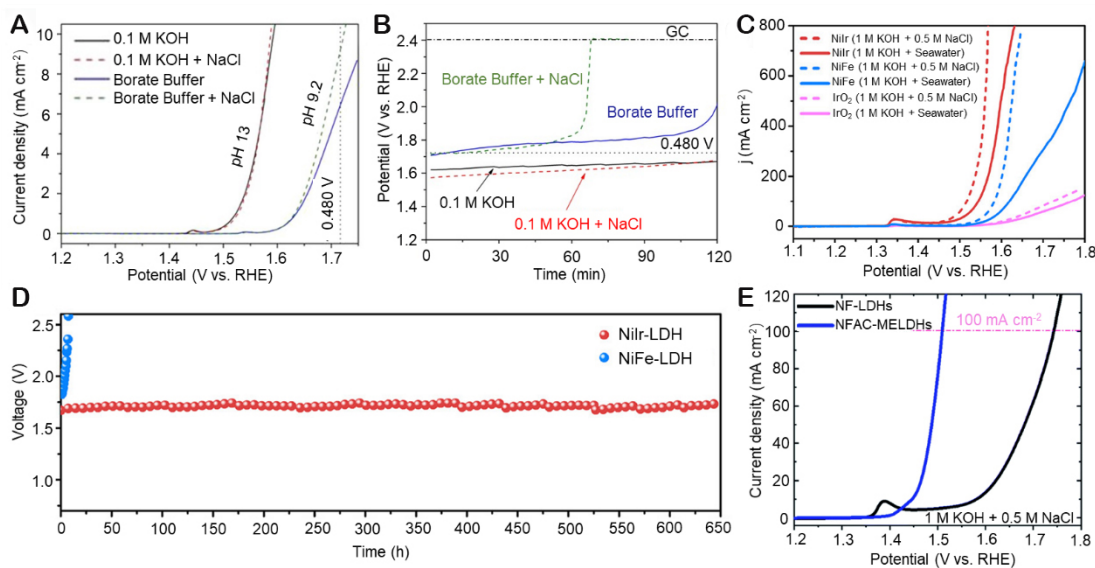 A
Current density (mA cm⁻²)
10
8
6
4
2
0
0.1 M KOH
0.1 M KOH + NaCl
Borate Buffer
Borate Buffer + NaCl
pH 13
pH 9.2
0.480 V
1.2 1.3 1.4 1.5 1.6 1.7
Potential (V vs. RHE)
B
Potential (V vs. RHE)
2.4
2.2
2.0
1.8
1.6
1.4
1.2
GC
Borate Buffer + NaCl
Borate Buffer
0.480 V
0.1 M KOH
0.1 M KOH + NaCl
0 20 40 60 80 100 120
Time (min)
C
j (mA cm⁻²)
800
600
400
200
0
NiIr (1 M KOH + 0.5 M NaCl)
NiIr (1 M KOH + Seawater)
NiFe (1 M KOH + 0.5 M NaCl)
NiFe (1 M KOH + Seawater)
IrO₂ (1 M KOH + 0.5 M NaCl)
IrO₂ (1 M KOH + Seawater)
1.1 1.2 1.3 1.4 1.5 1.6 1.7 1.8
Potential (V vs. RHE)
D
Voltage (V)
2.5
2.0
1.5
1.0
NiIr-LDH
NiFe-LDH
0 50 100 150 200 250 300 350 400 450 500 550 600 650
Time (h)
E
Current density (mA cm⁻²)
120
100
80
60
40
20
0
NF-LDHs
NFAC-MELDHs
100 mA cm⁻²
1 M KOH + 0.5 M NaCl
1.2 1.3 1.4 1.5 1.6 1.7 1.8
Potential (V vs. RHE)